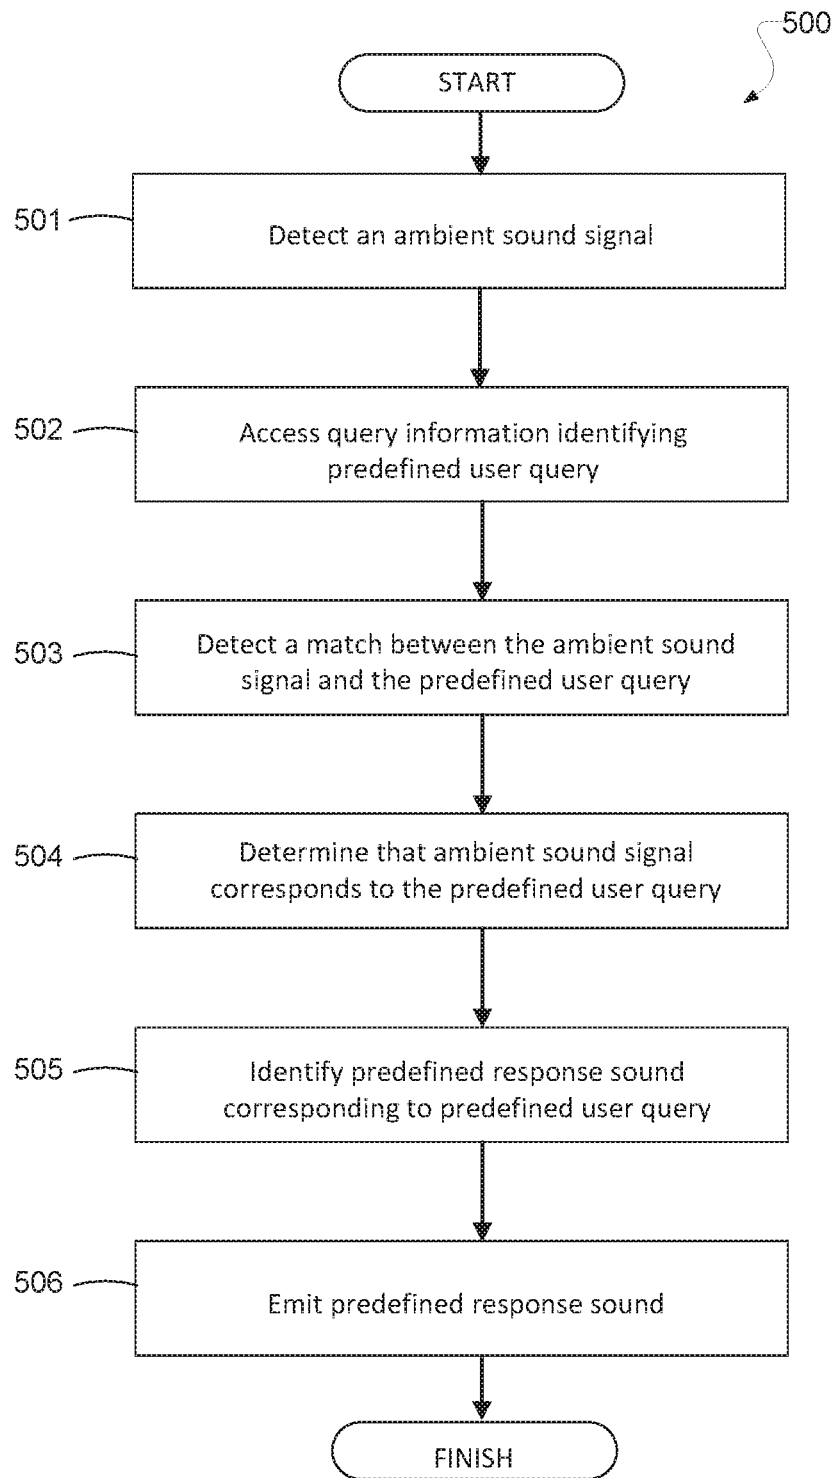 500
START
501
Detect an ambient sound signal
502
Access query information identifying
predefined user query
503
Detect a match between the ambient sound
signal and the predefined user query
504
Determine that ambient sound signal
corresponds to the predefined user query
505
Identify predefined response sound
corresponding to predefined user query
506
Emit predefined response sound
FINISH